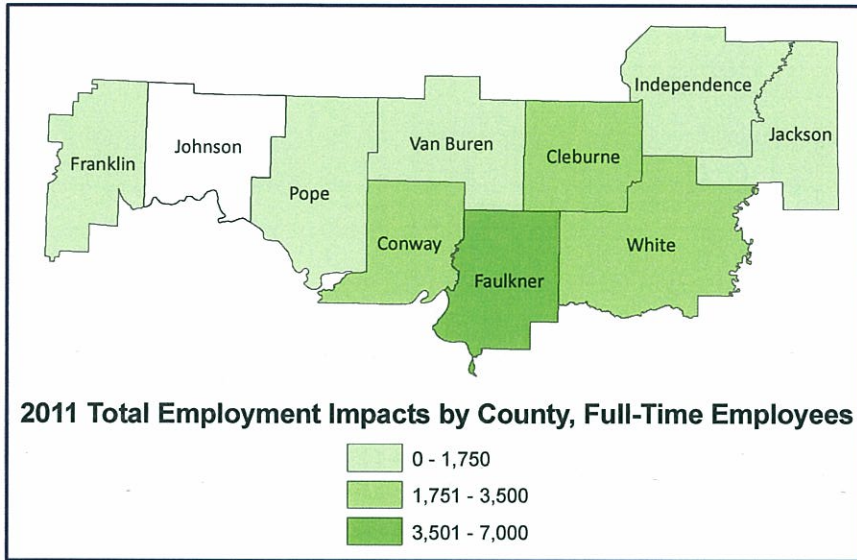 Independence
Jackson
Johnson
Franklin
Van Buren
Cleburne
Pope
Conway
White
Faulkner
2011 Total Employment Impacts by County, Full-Time Employees
0 - 1,750
1,751 - 3,500
3,501 - 7,000